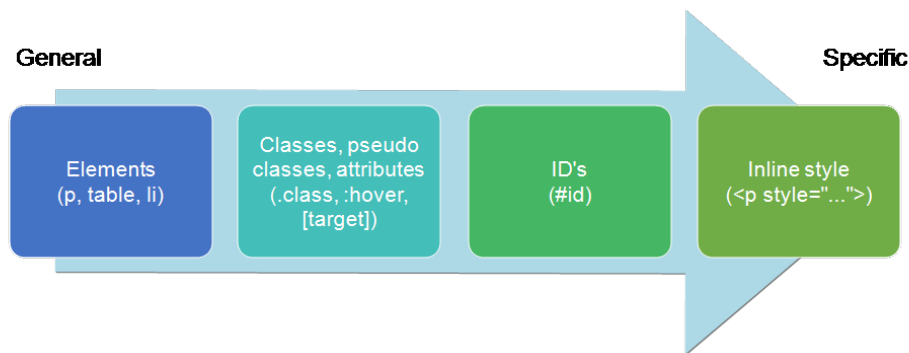 General
Specific
Elements
(p, table, li)
Classes, pseudo
classes, attributes
(.class, :hover,
[target])
ID's
(#id)
Inline style
(<p style="...">)